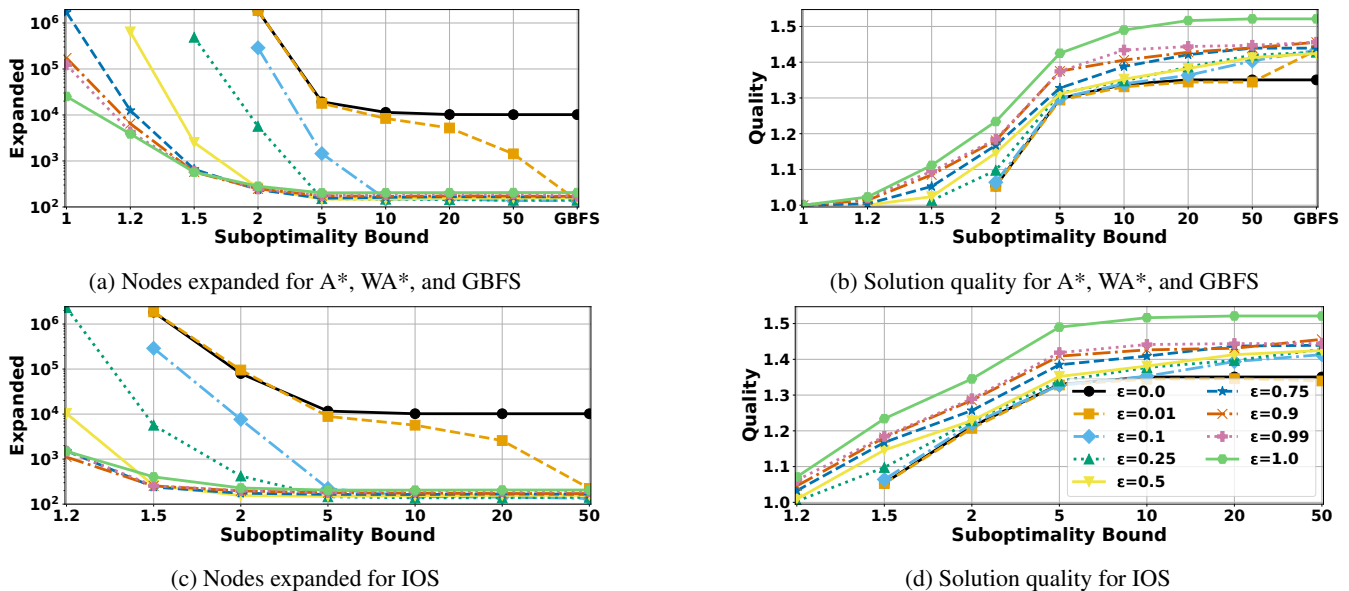 10⁶
10⁵
10⁴
10³
10²
Expanded
1 1.2 1.5 2 5 10 20 50 GBFS
Suboptimality Bound
(a) Nodes expanded for A*, WA*, and GBFS
1.5
1.4
1.3
1.2
1.1
1.0
Quality
1 1.2 1.5 2 5 10 20 50 GBFS
Suboptimality Bound
(b) Solution quality for A*, WA*, and GBFS
10⁶
10⁵
10⁴
10³
10²
Expanded
1.2 1.5 2 5 10 20 50
Suboptimality Bound
(c) Nodes expanded for IOS
1.5
1.4
1.3
1.2
1.1
1.0
Quality
ε=0.0
ε=0.01
ε=0.1
ε=0.25
ε=0.5
ε=0.75
ε=0.9
ε=0.99
ε=1.0
1.2 1.5 2 5 10 20 50
Suboptimality Bound
(d) Solution quality for IOS